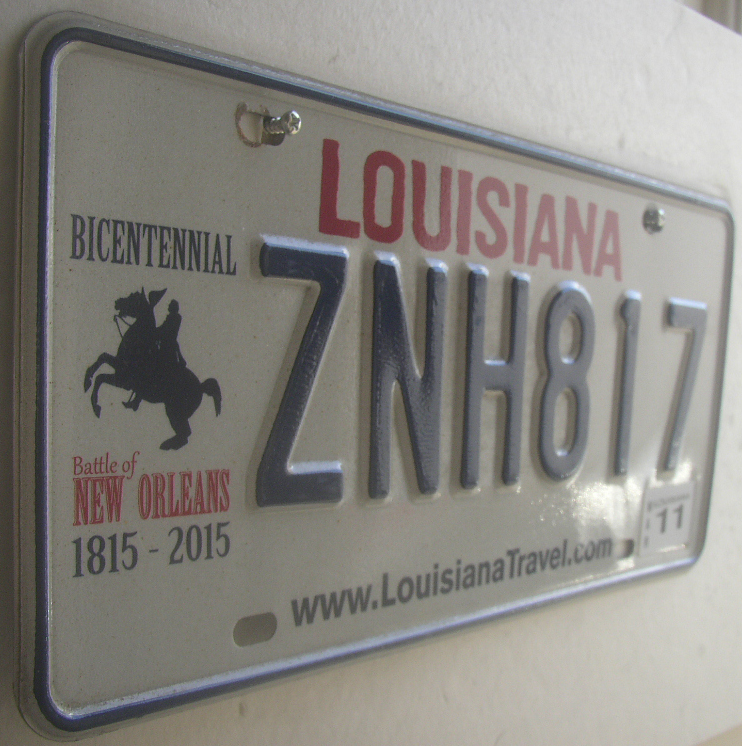 LOUISIANA
BICENTENNIAL
ZNH817
Battle of
NEW ORLEANS
1815 - 2015
11
www.LouisianaTravel.com